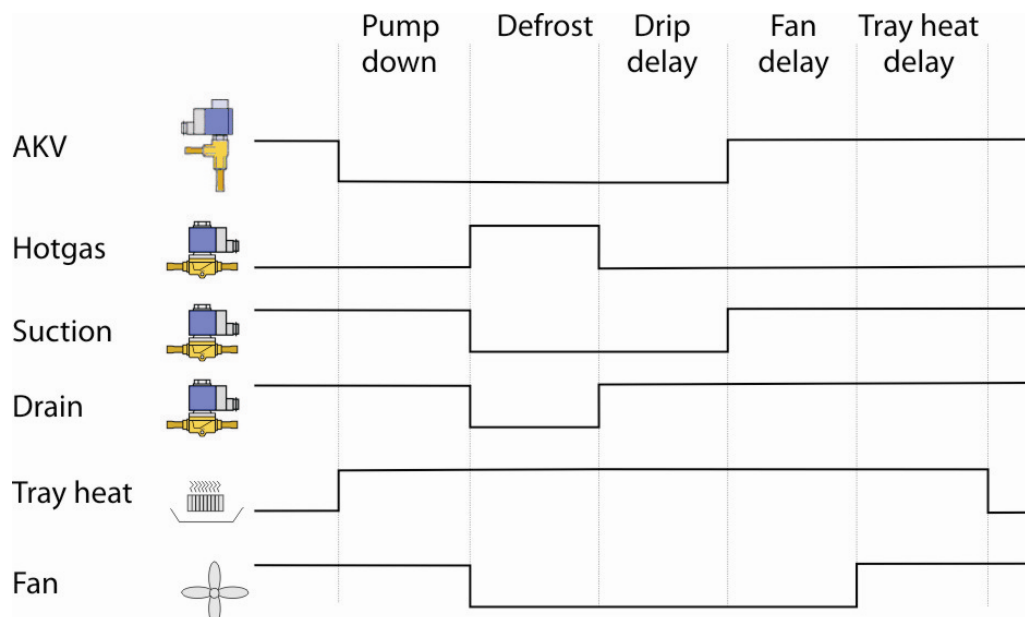 Pump down
Defrost
Drip delay
Fan delay
Tray heat delay
AKV
Hotgas
Suction
Drain
Tray heat
Fan